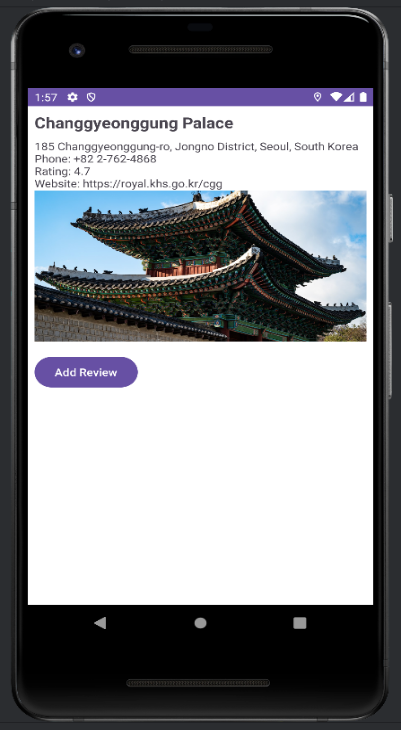 1:57
Changgyeonggung Palace
185 Changgyeonggung-ro, Jongno District, Seoul, South Korea
Phone: +82 2-762-4868
Rating: 4.7
Website: https://royal.khs.go.kr/cgg
Add Review